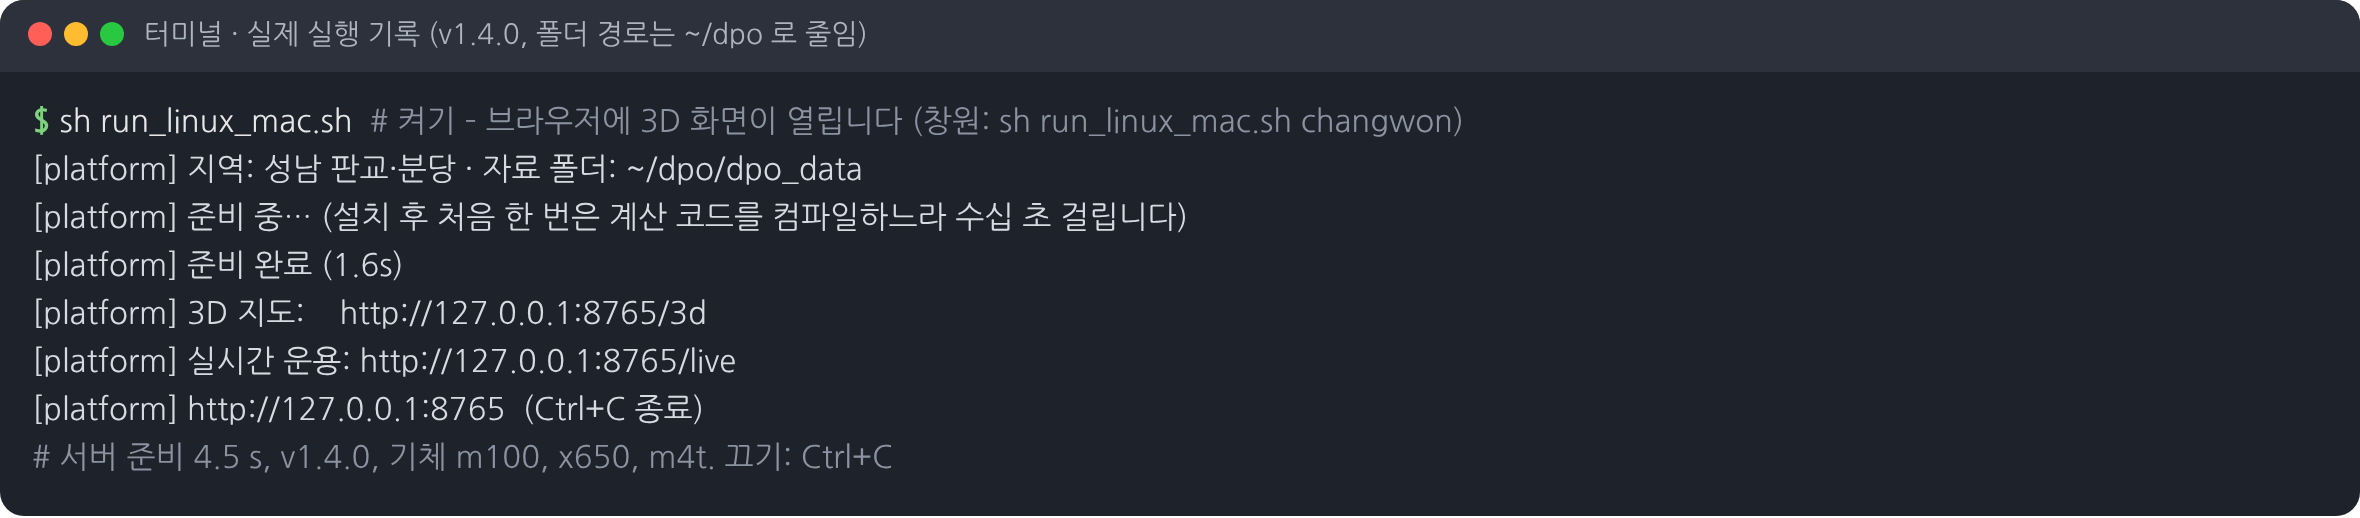 터미널 · 실제 실행 기록 (v1.4.0, 폴더 경로는 ~/dpo 로 줄임)
$ sh run_linux_mac.sh  # 켜기 - 브라우저에 3D 화면이 열립니다 (창원: sh run_linux_mac.sh changwon)
[platform] 지역: 성남 판교·분당 · 자료 폴더: ~/dpo/dpo_data
[platform] 준비 중… (설치 후 처음 한 번은 계산 코드를 컴파일하느라 수십 초 걸립니다)
[platform] 준비 완료 (1.6s)
[platform] 3D 지도:    http://127.0.0.1:8765/3d
[platform] 실시간 운용: http://127.0.0.1:8765/live
[platform] http://127.0.0.1:8765  (Ctrl+C 종료)
# 서버 준비 4.5 s, v1.4.0, 기체 m100, x650, m4t. 끄기: Ctrl+C